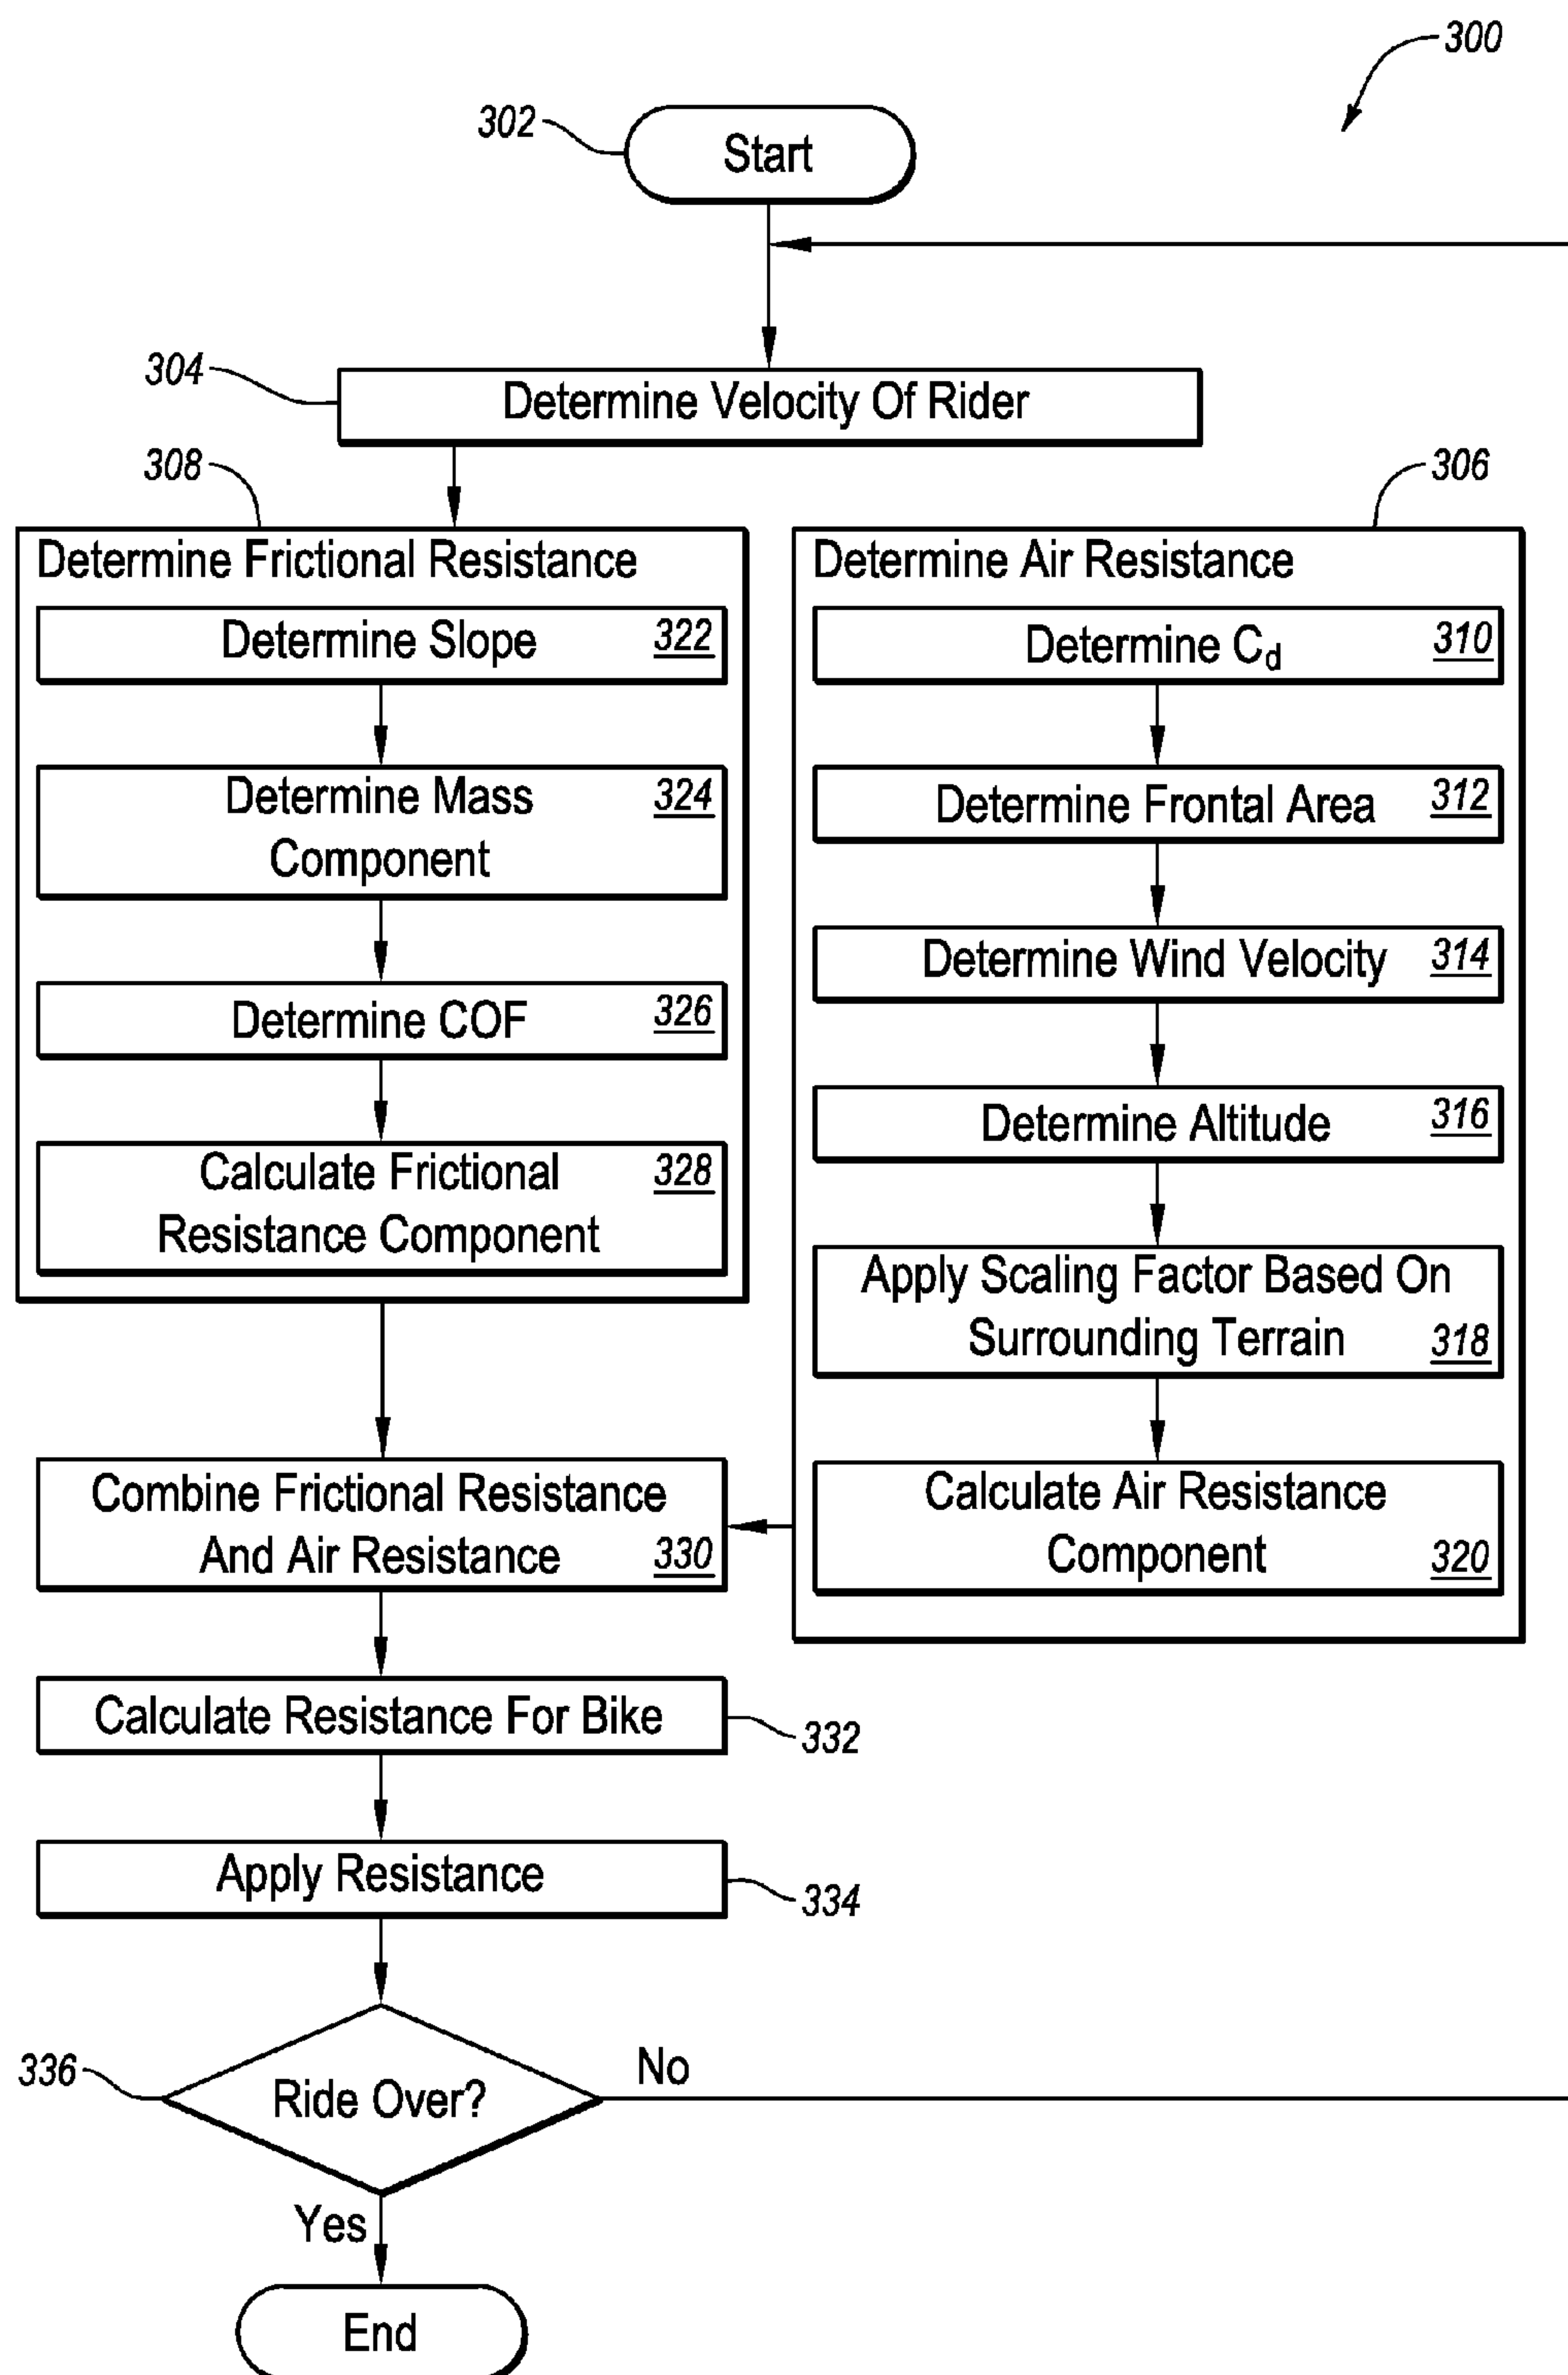 300
302
Start
304
Determine Velocity Of Rider
308
306
Determine Frictional Resistance
Determine Slope 322
Determine Mass 324
Component
Determine COF 326
Calculate Frictional 328
Resistance Component
Determine Air Resistance
Determine Cd 310
Determine Frontal Area 312
Determine Wind Velocity 314
Determine Altitude 316
Apply Scaling Factor Based On
Surrounding Terrain 318
Calculate Air Resistance
Component 320
Combine Frictional Resistance
And Air Resistance 330
Calculate Resistance For Bike
332
Apply Resistance
334
336
Ride Over?
No
Yes
End